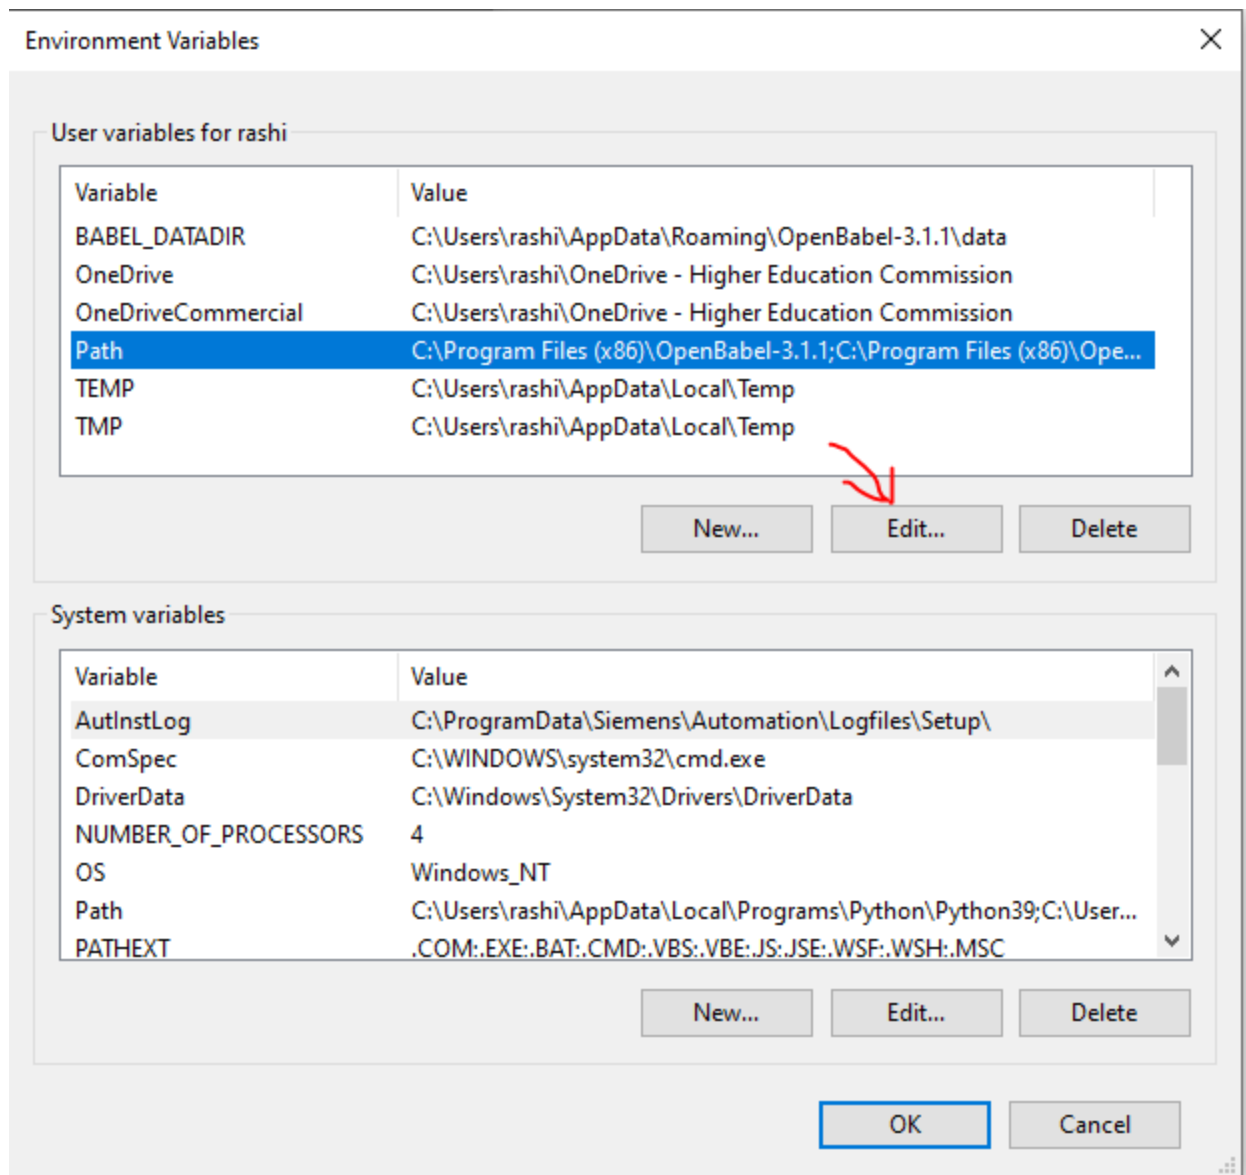 Environment Variables
User variables for rashi
Variable Value
BABEL_DATADIR C:\Users\rashi\AppData\Roaming\OpenBabel-3.1.1\data
OneDrive C:\Users\rashi\OneDrive - Higher Education Commission
OneDriveCommercial C:\Users\rashi\OneDrive - Higher Education Commission
Path C:\Program Files (x86)\OpenBabel-3.1.1;C:\Program Files (x86)\Ope...
TEMP C:\Users\rashi\AppData\Local\Temp
TMP C:\Users\rashi\AppData\Local\Temp
New... Edit... Delete
System variables
Variable Value
AutInstLog C:\ProgramData\Siemens\Automation\Logfiles\Setup\
ComSpec C:\WINDOWS\system32\cmd.exe
DriverData C:\Windows\System32\Drivers\DriverData
NUMBER_OF_PROCESSORS 4
OS Windows_NT
Path C:\Users\rashi\AppData\Local\Programs\Python\Python39;C:\User...
PATHEXT .COM;.EXE;.BAT;.CMD;.VBS;.VBE;.JS;.JSE;.WSF;.WSH;.MSC
New... Edit... Delete
OK Cancel